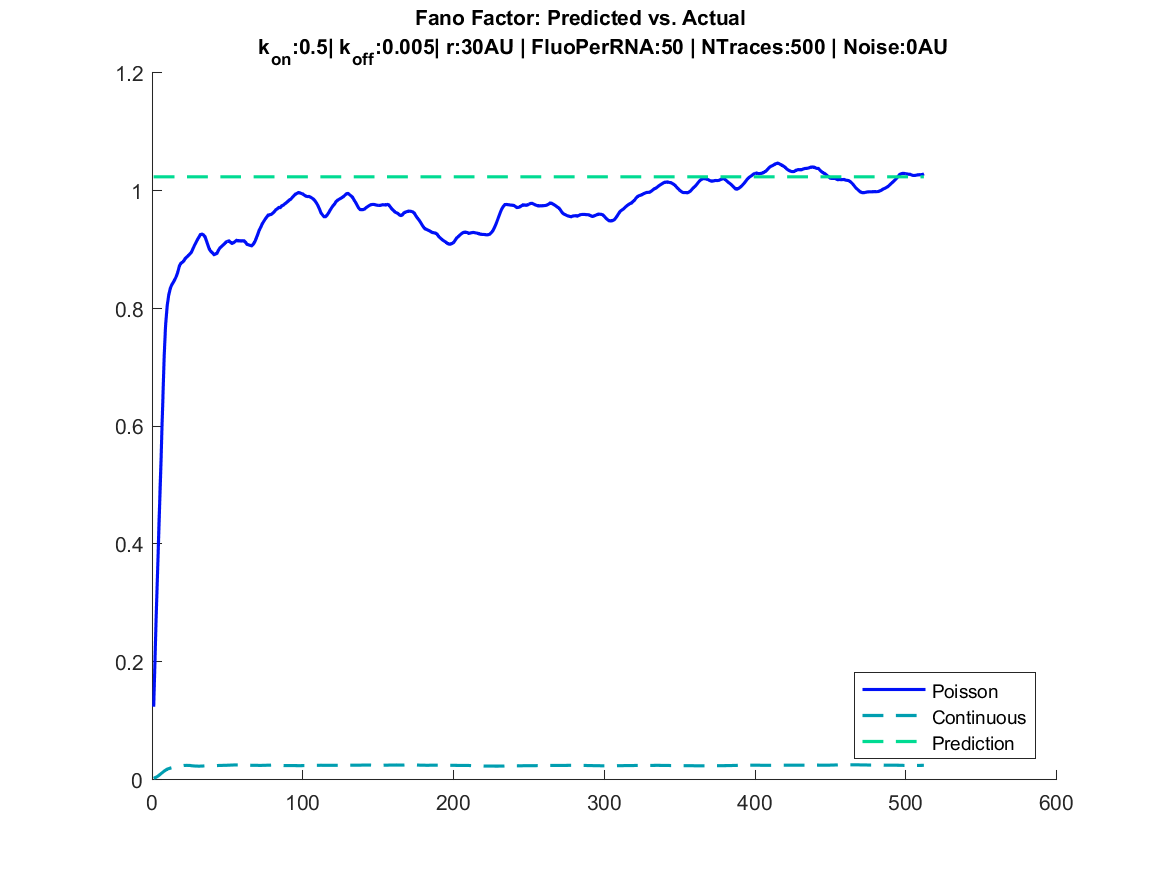 Fano Factor: Predicted vs. Actual
kon:0.5| koff:0.005| r:30AU | FluoPerRNA:50 | NTraces:500 | Noise:0AU
1.2
1
0.8
0.6
0.4
0.2
0
0 100 200 300 400 500 600
Poisson
Continuous
Prediction